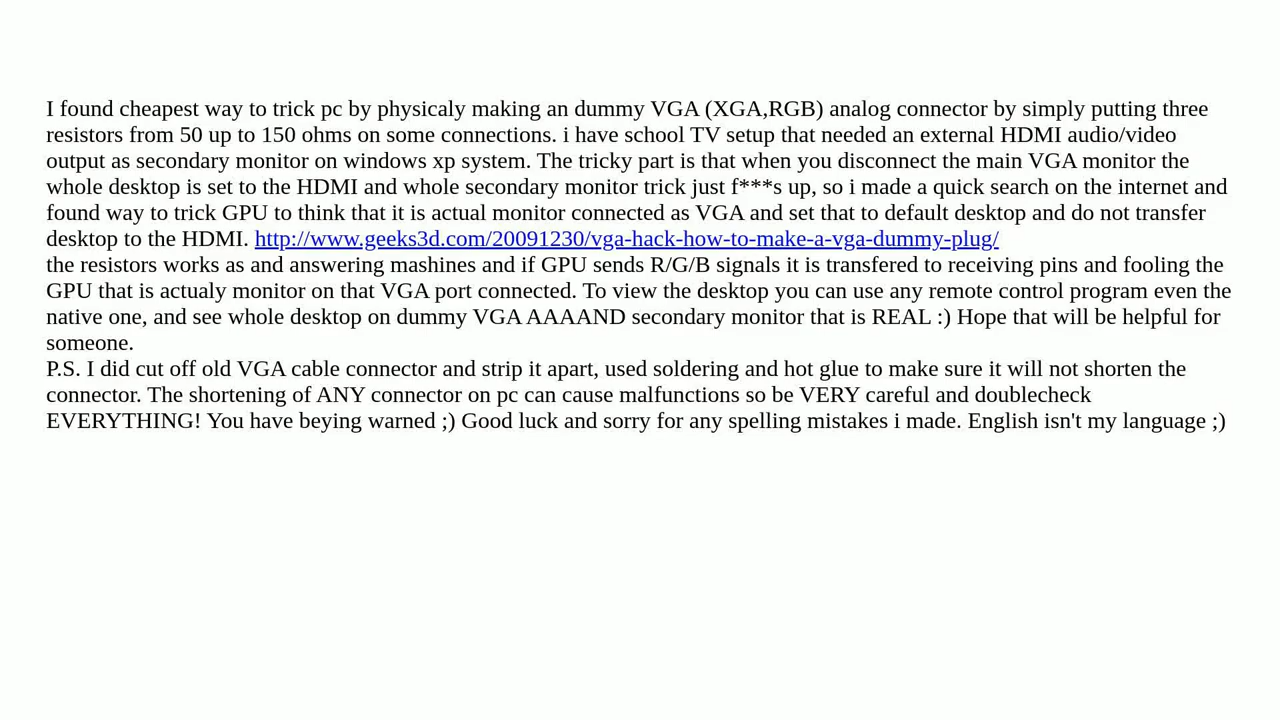 I found cheapest way to trick pc by physicaly making an dummy VGA (XGA,RGB) analog connector by simply putting three
resistors from 50 up to 150 ohms on some connections. i have school TV setup that needed an external HDMI audio/video
output as secondary monitor on windows xp system. The tricky part is that when you disconnect the main VGA monitor the
whole desktop is set to the HDMI and whole secondary monitor trick just f***s up, so i made a quick search on the internet and
found way to trick GPU to think that it is actual monitor connected as VGA and set that to default desktop and do not transfer
desktop to the HDMI. http://www.geeks3d.com/20091230/vga-hack-how-to-make-a-vga-dummy-plug/
the resistors works as and answering mashines and if GPU sends R/G/B signals it is transfered to receiving pins and fooling the
GPU that is actualy monitor on that VGA port connected. To view the desktop you can use any remote control program even the
native one, and see whole desktop on dummy VGA AAAAND secondary monitor that is REAL :) Hope that will be helpful for
someone.
P.S. I did cut off old VGA cable connector and strip it apart, used soldering and hot glue to make sure it will not shorten the
connector. The shortening of ANY connector on pc can cause malfunctions so be VERY careful and doublecheck
EVERYTHING! You have beying warned ;) Good luck and sorry for any spelling mistakes i made. English isn't my language ;)